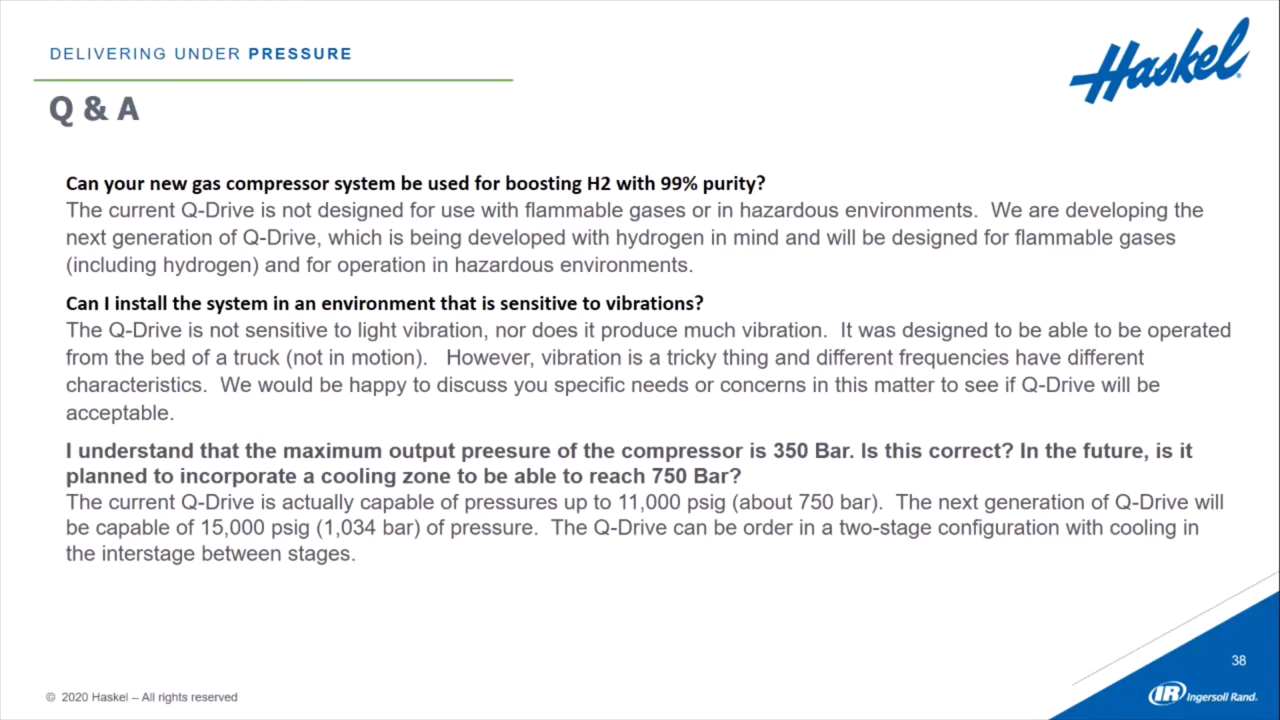 DELIVERING UNDER PRESSURE
Haskel
Q & A
Can your new gas compressor system be used for boosting H2 with 99% purity?
The current Q-Drive is not designed for use with flammable gases or in hazardous environments.  We are developing the
next generation of Q-Drive, which is being developed with hydrogen in mind and will be designed for flammable gases
(including hydrogen) and for operation in hazardous environments.
Can I install the system in an environment that is sensitive to vibrations?
The Q-Drive is not sensitive to light vibration, nor does it produce much vibration.  It was designed to be able to be operated
from the bed of a truck (not in motion).   However, vibration is a tricky thing and different frequencies have different
characteristics.  We would be happy to discuss you specific needs or concerns in this matter to see if Q-Drive will be
acceptable.
I understand that the maximum output preesure of the compressor is 350 Bar. Is this correct? In the future, is it
planned to incorporate a cooling zone to be able to reach 750 Bar?
The current Q-Drive is actually capable of pressures up to 11,000 psig (about 750 bar).  The next generation of Q-Drive will
be capable of 15,000 psig (1,034 bar) of pressure.  The Q-Drive can be order in a two-stage configuration with cooling in
the interstage between stages.
38
© 2020 Haskel – All rights reserved
IR Ingersoll Rand.